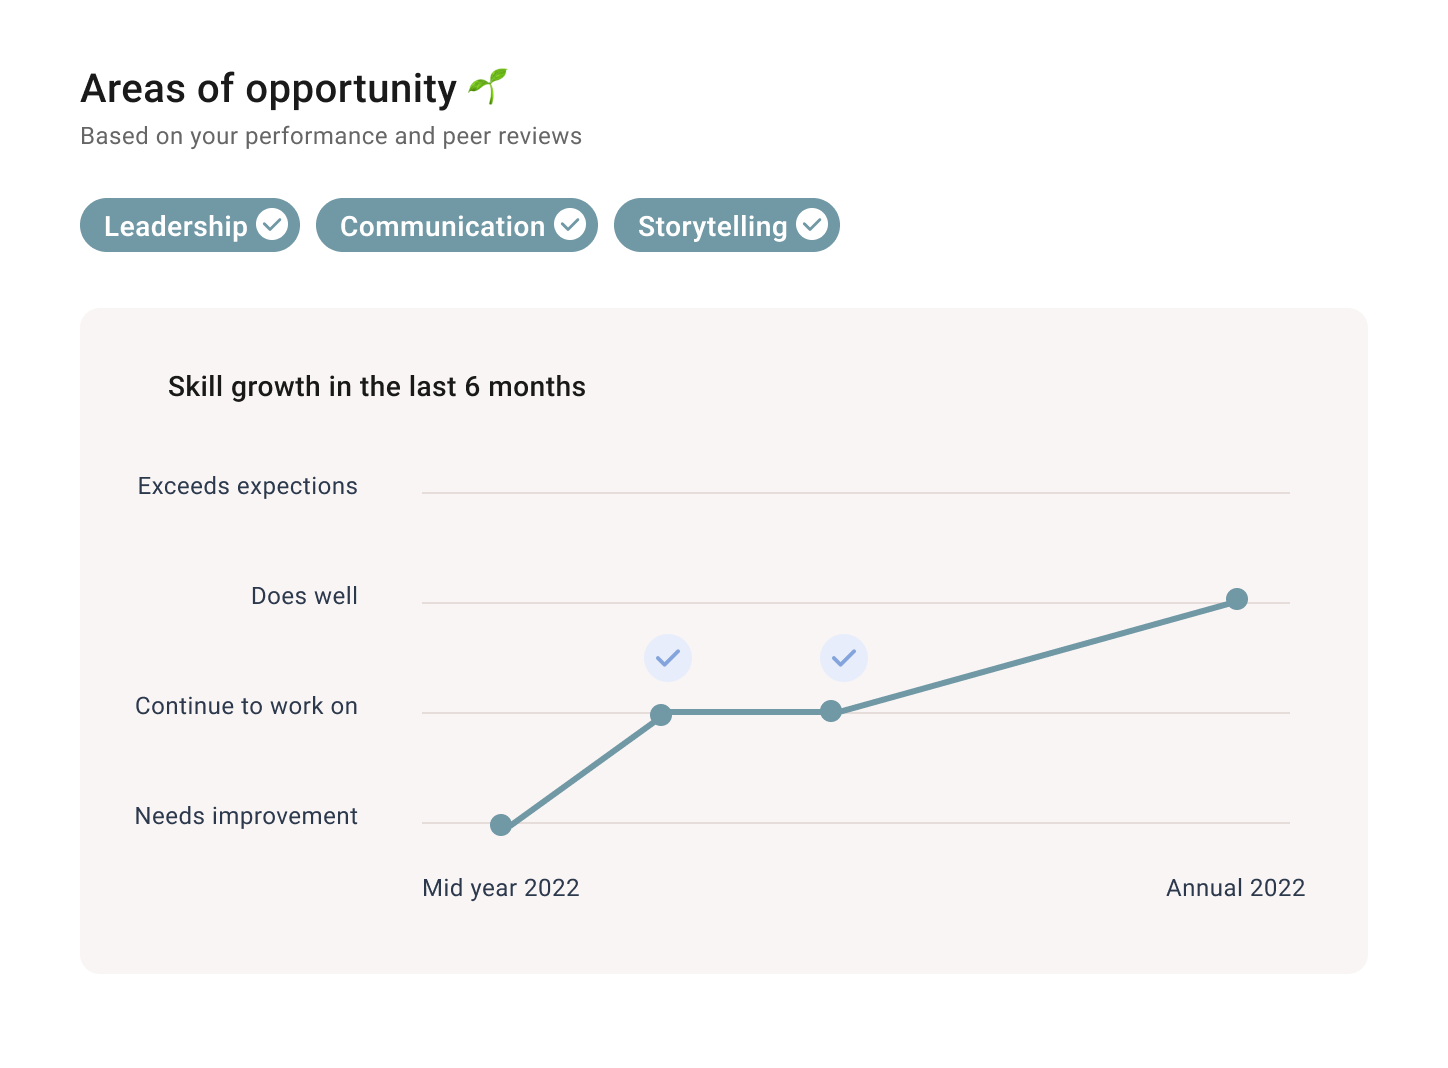 Areas of opportunity 🌱
Based on your performance and peer reviews
Leadership Communication Storytelling
Skill growth in the last 6 months
Exceeds expections
Does well
Continue to work on
Needs improvement
Mid year 2022 Annual 2022